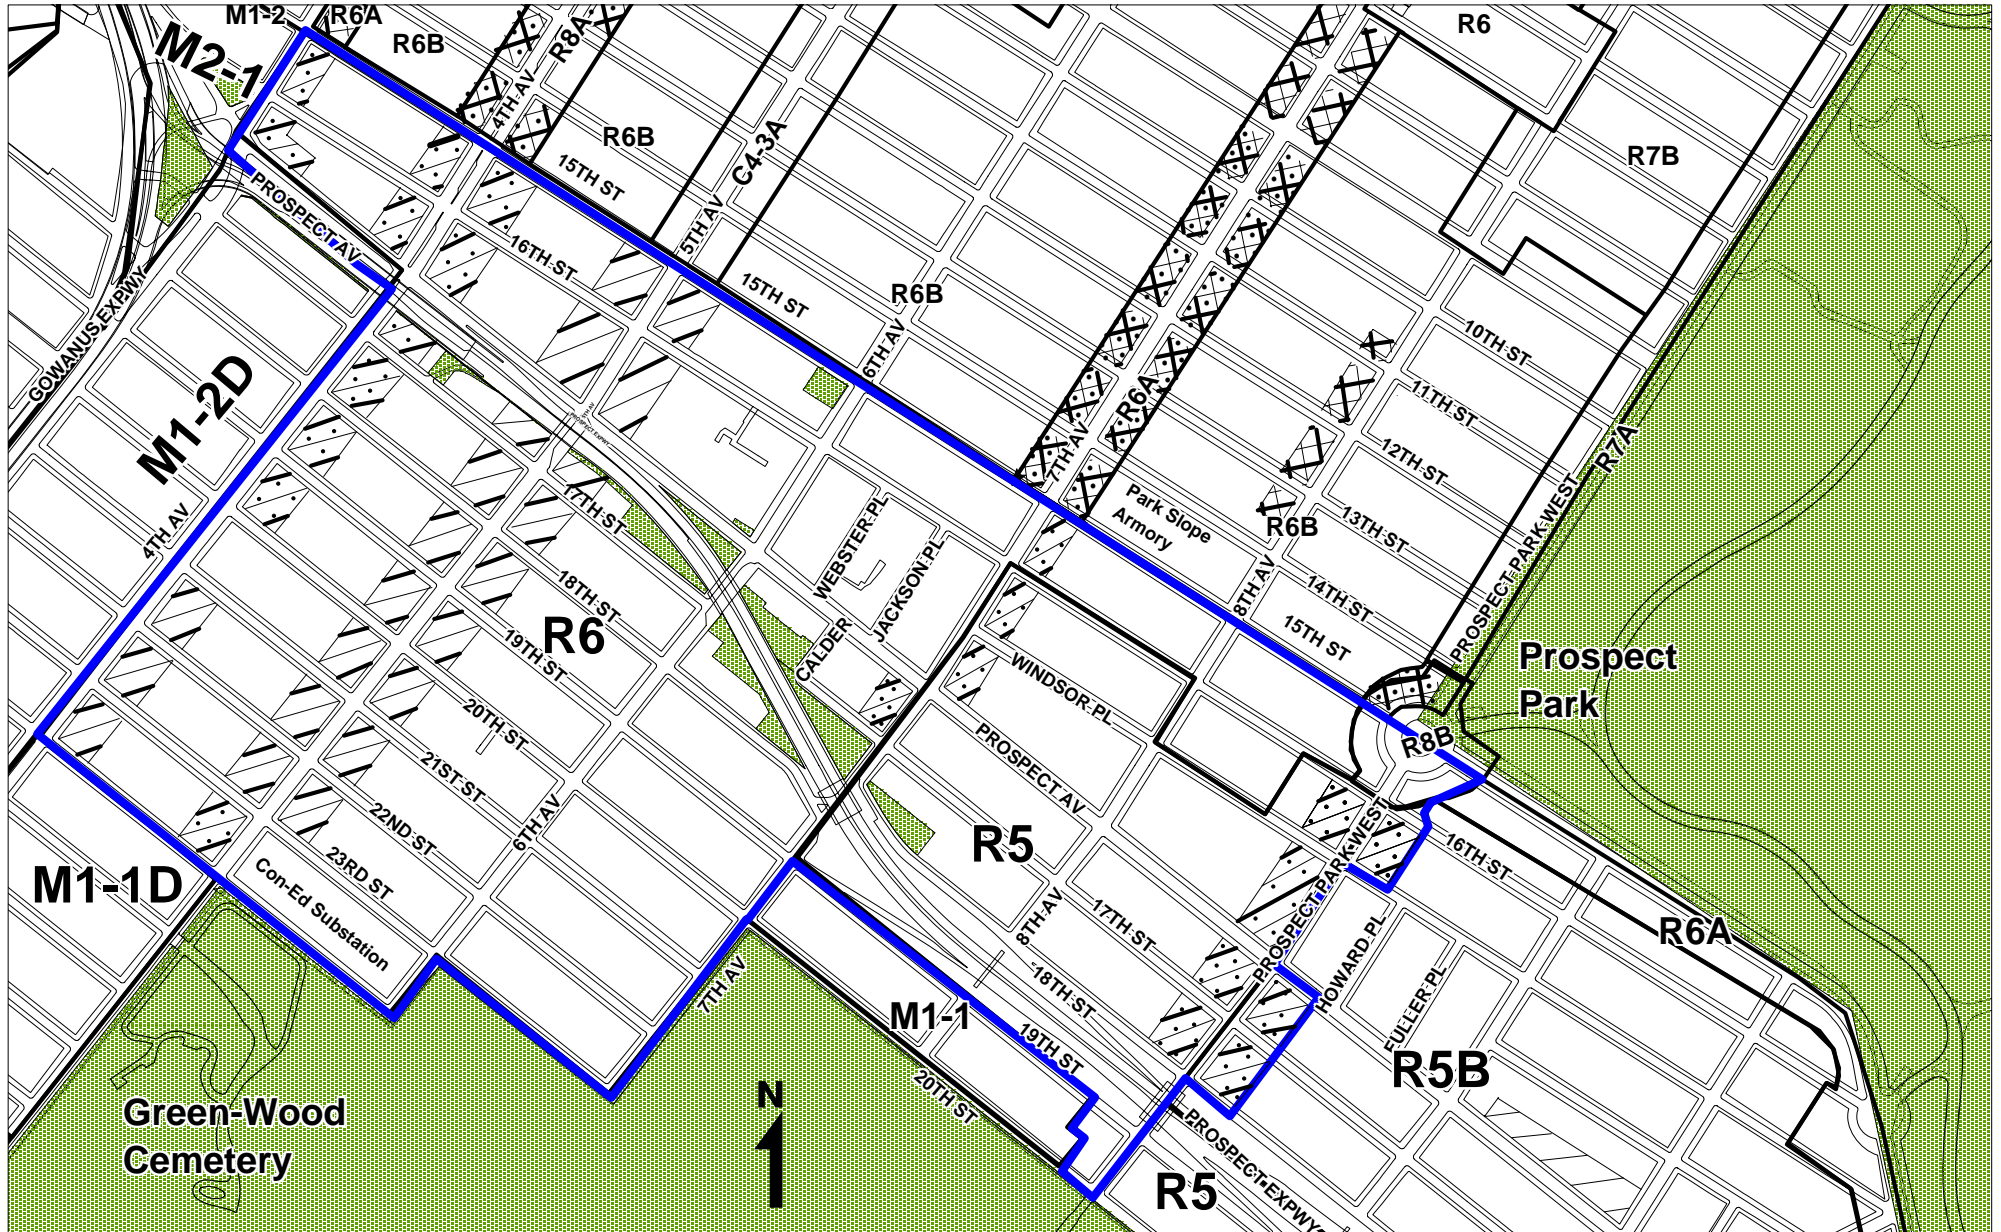 M1-2
R6A
R6
R6B
M2-1
R8A
4TH AV
R6B
C4-3A
R7B
15TH ST
PROSPECT AV
5TH AV
16TH ST
15TH ST
R6B
10TH ST
GOWANUS EXPWY
6TH AV
11TH ST
M1-2D
R6A
5TH AV
PROSPECT EXPWY
12TH ST
R7A
7TH AV
4TH AV
17TH ST
Park Slope
Armory
R6B
13TH ST
PROSPECT PARK WEST
WEBSTER PL
JACKSON PL
18TH ST
8TH AV
14TH ST
R6
15TH ST
19TH ST
CALDER
WINDSOR PL
Prospect
Park
20TH ST
PROSPECT AV
R8B
21ST ST
22ND ST
6TH AV
R5
PROSPECT PARK WEST
16TH ST
23RD ST
M1-1D
Con-Ed Substation
8TH AV
17TH ST
R6A
HOWARD PL
7TH AV
18TH ST
FULLER PL
M1-1
19TH ST
R5B
20TH ST
N
Green-Wood
Cemetery
PROSPECT EXPWY
R5